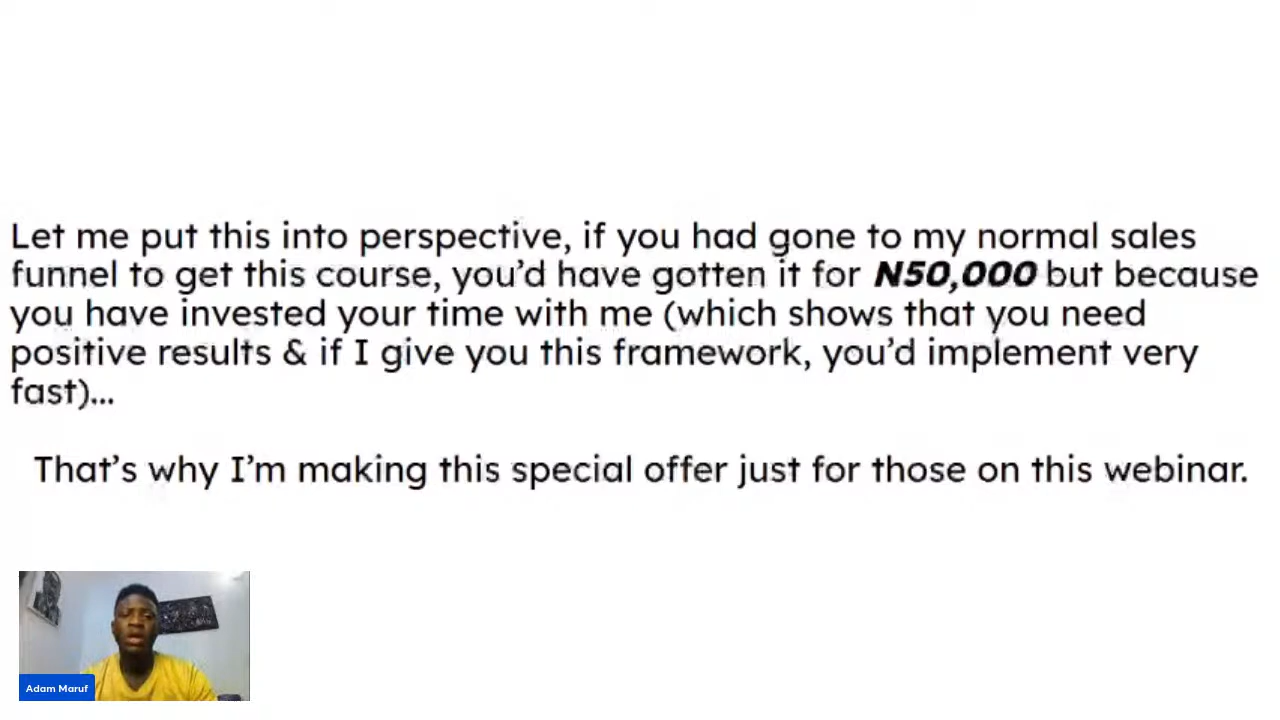 Let me put this into perspective, if you had gone to my normal sales
funnel to get this course, you’d have gotten it for N50,000 but because
you have invested your time with me (which shows that you need
positive results & if I give you this framework, you’d implement very
fast)...
That’s why I’m making this special offer just for those on this webinar.
Adam Maruf